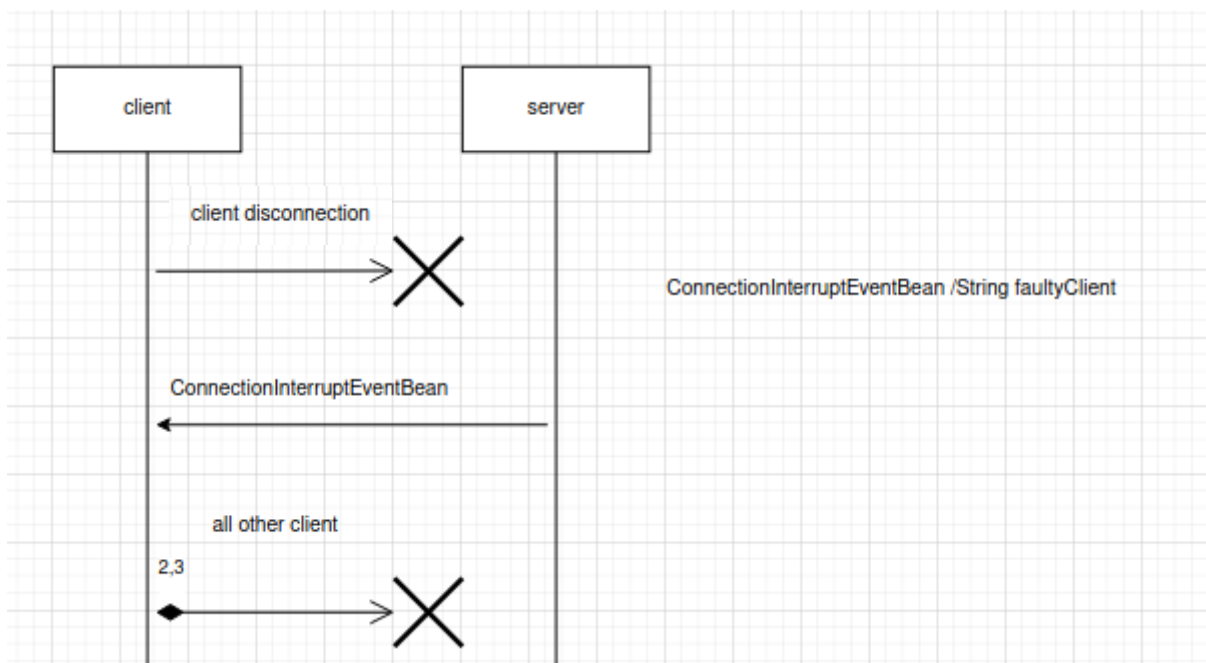 client
server
client disconnection
ConnectionInterruptEventBean /String faultyClient
ConnectionInterruptEventBean
all other client
2,3